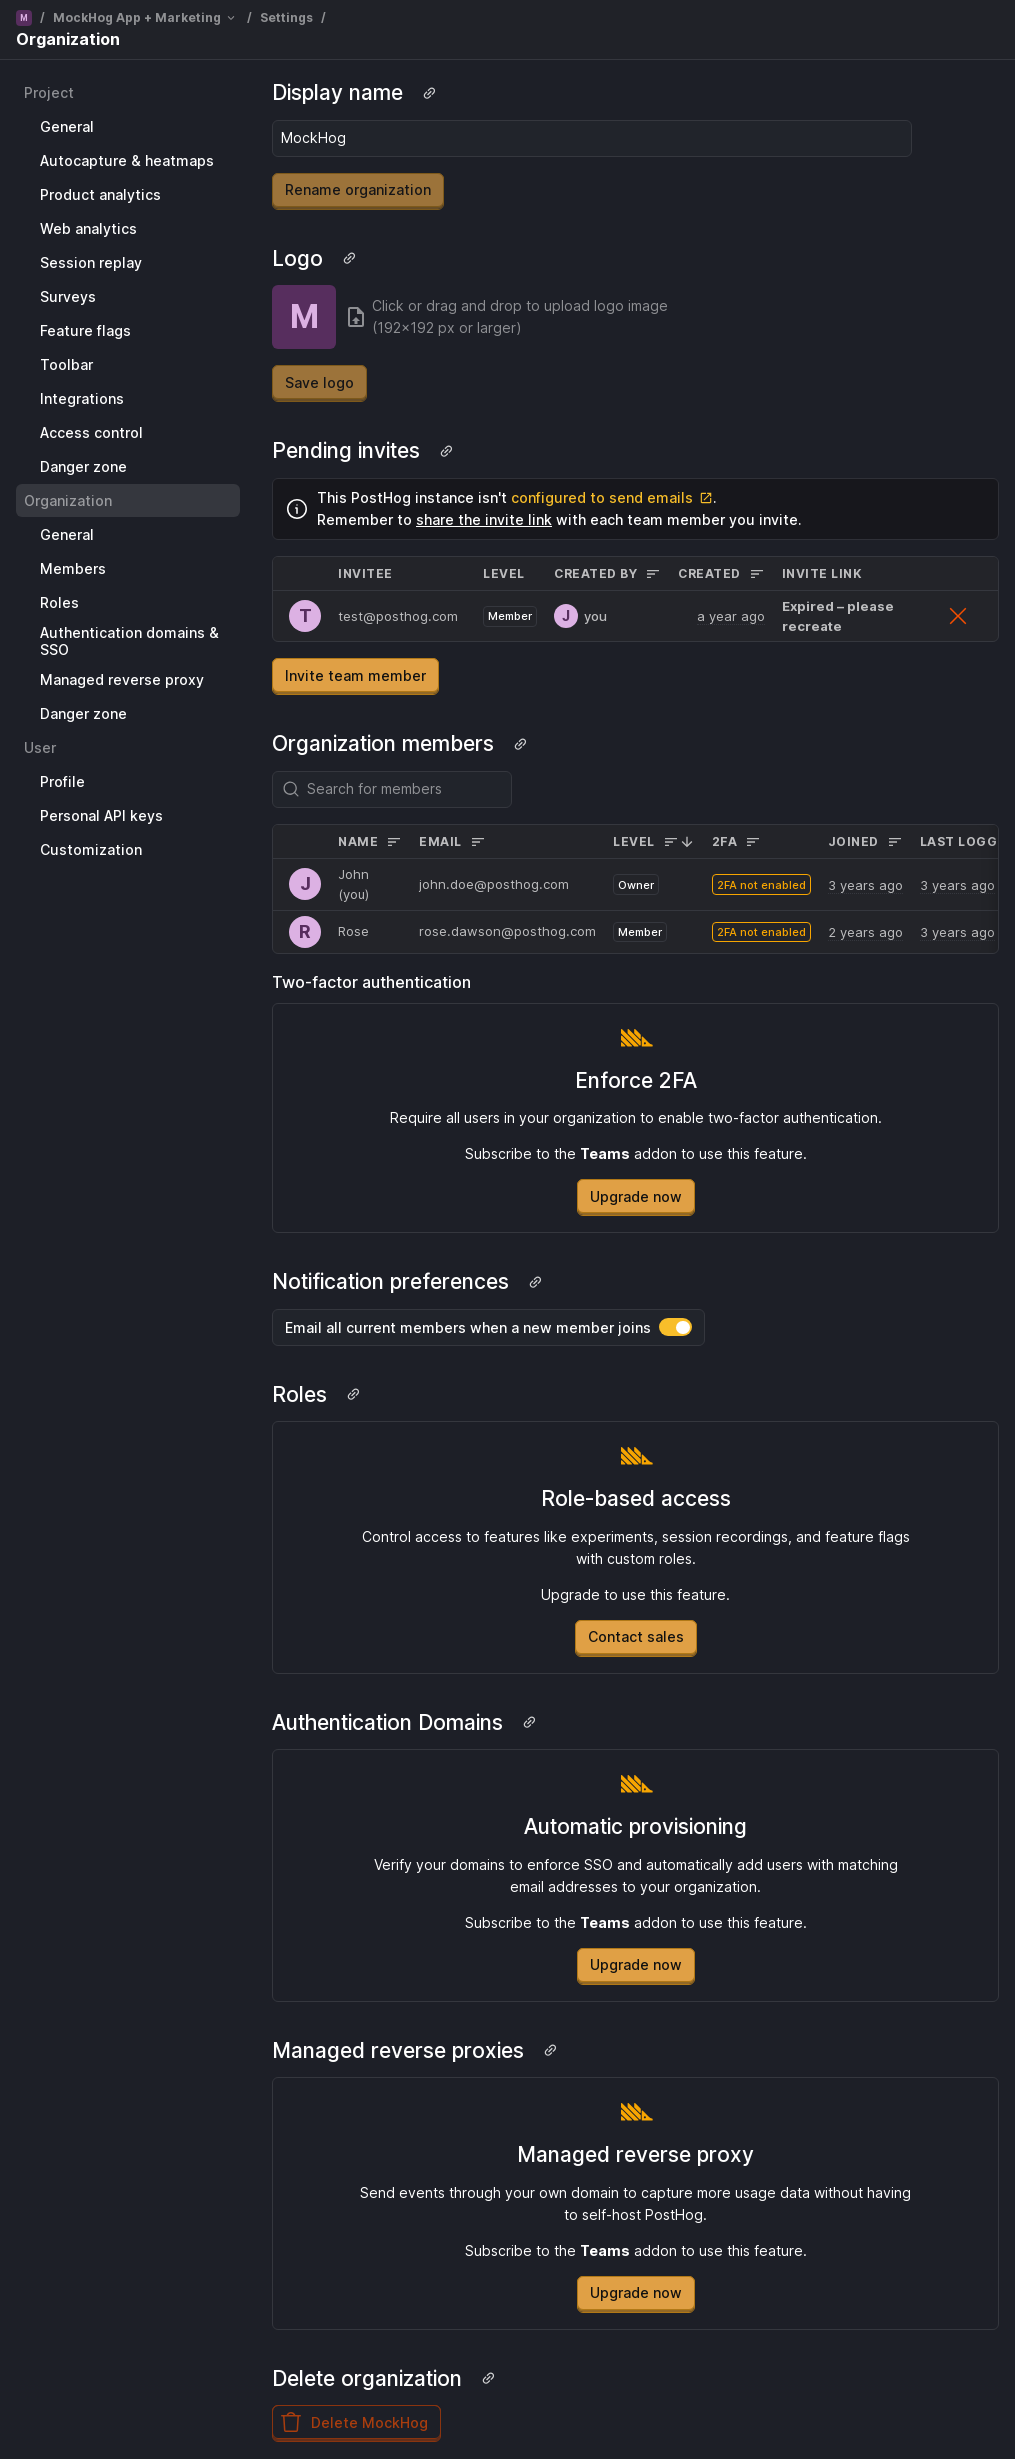 M / MockHog App + Marketing / Settings /
Organization
Project
General
Autocapture & heatmaps
Product analytics
Web analytics
Session replay
Surveys
Feature flags
Toolbar
Integrations
Access control
Danger zone
Organization
General
Members
Roles
Authentication domains &
SSO
Managed reverse proxy
Danger zone
User
Profile
Personal API keys
Customization
Display name
MockHog
Rename organization
Logo
M
Click or drag and drop to upload logo image
(192×192 px or larger)
Save logo
Pending invites
This PostHog instance isn't configured to send emails.
Remember to share the invite link with each team member you invite.
INVITEE LEVEL CREATED BY CREATED INVITE LINK
T test@posthog.com Member J you a year ago Expired – please
recreate
Invite team member
Organization members
Search for members
NAME EMAIL LEVEL 2FA JOINED LAST LOGG
J John
(you) john.doe@posthog.com Owner 2FA not enabled 3 years ago 3 years ago
R Rose rose.dawson@posthog.com Member 2FA not enabled 2 years ago 3 years ago
Two-factor authentication
Enforce 2FA
Require all users in your organization to enable two-factor authentication.
Subscribe to the Teams addon to use this feature.
Upgrade now
Notification preferences
Email all current members when a new member joins
Roles
Role-based access
Control access to features like experiments, session recordings, and feature flags
with custom roles.
Upgrade to use this feature.
Contact sales
Authentication Domains
Automatic provisioning
Verify your domains to enforce SSO and automatically add users with matching
email addresses to your organization.
Subscribe to the Teams addon to use this feature.
Upgrade now
Managed reverse proxies
Managed reverse proxy
Send events through your own domain to capture more usage data without having
to self-host PostHog.
Subscribe to the Teams addon to use this feature.
Upgrade now
Delete organization
Delete MockHog